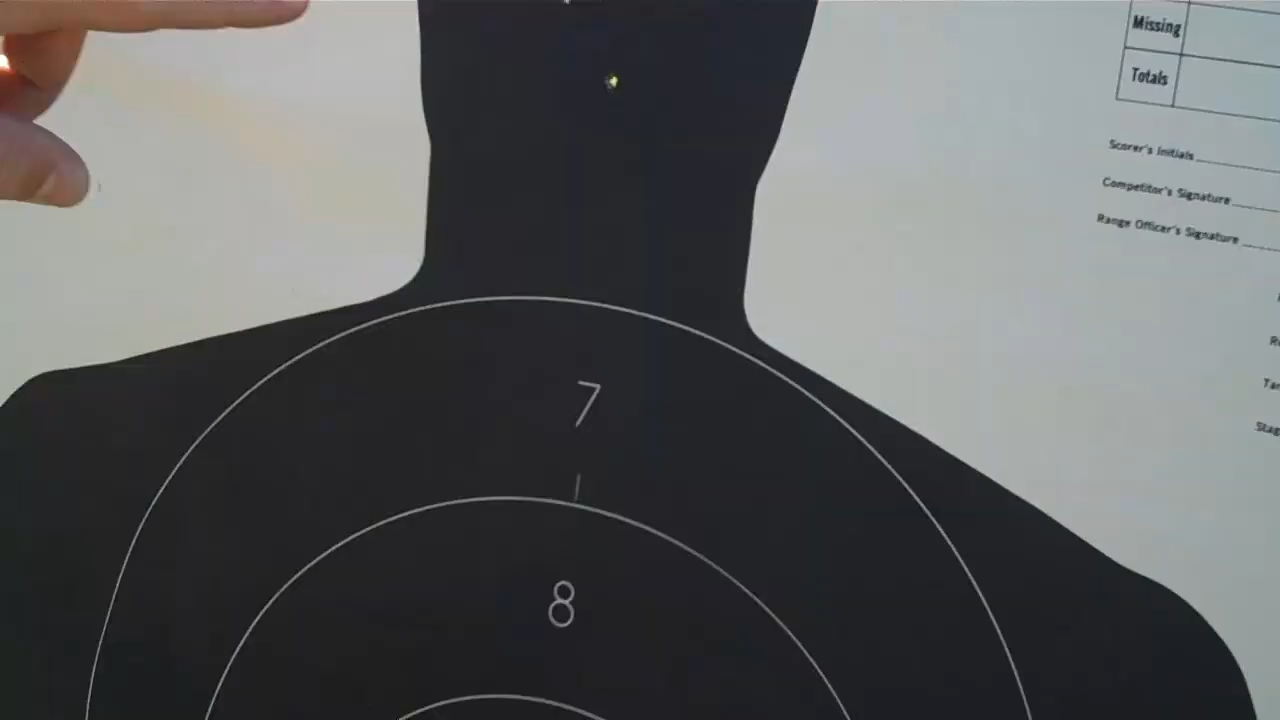 Missing
Totals
Scorer's Initials
Competitor's Signature
Range Officer's Signature
7
8